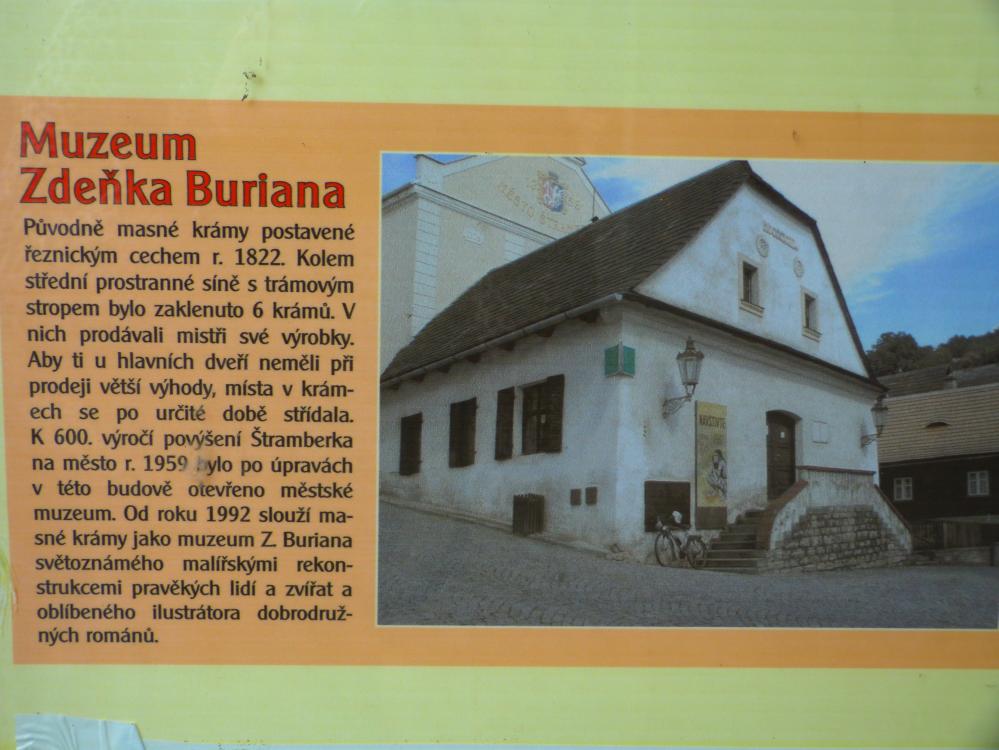 Muzeum
Zdeňka Buriana
Původně masné krámy postavené
řeznickým cechem r. 1822. Kolem
střední prostranné síně s trámovým
stropem bylo zaklenuto 6 krámů. V
nich prodávali mistři své výrobky.
Aby ti u hlavních dveří neměli při
prodeji větší výhody, místa v krám-
ech se po určité době střídala.
K 600. výročí povýšení Štramberka
na město r. 1959 bylo po úpravách
v této budově otevřeno městské
muzeum. Od roku 1992 slouží ma-
sné krámy jako muzeum Z. Buriana
světoznámého malířskými rekon-
strukcemi pravěkých lidí a zvířat a
oblíbeného ilustrátora dobrodruž-
ných románů.
NAVŠTIVTE